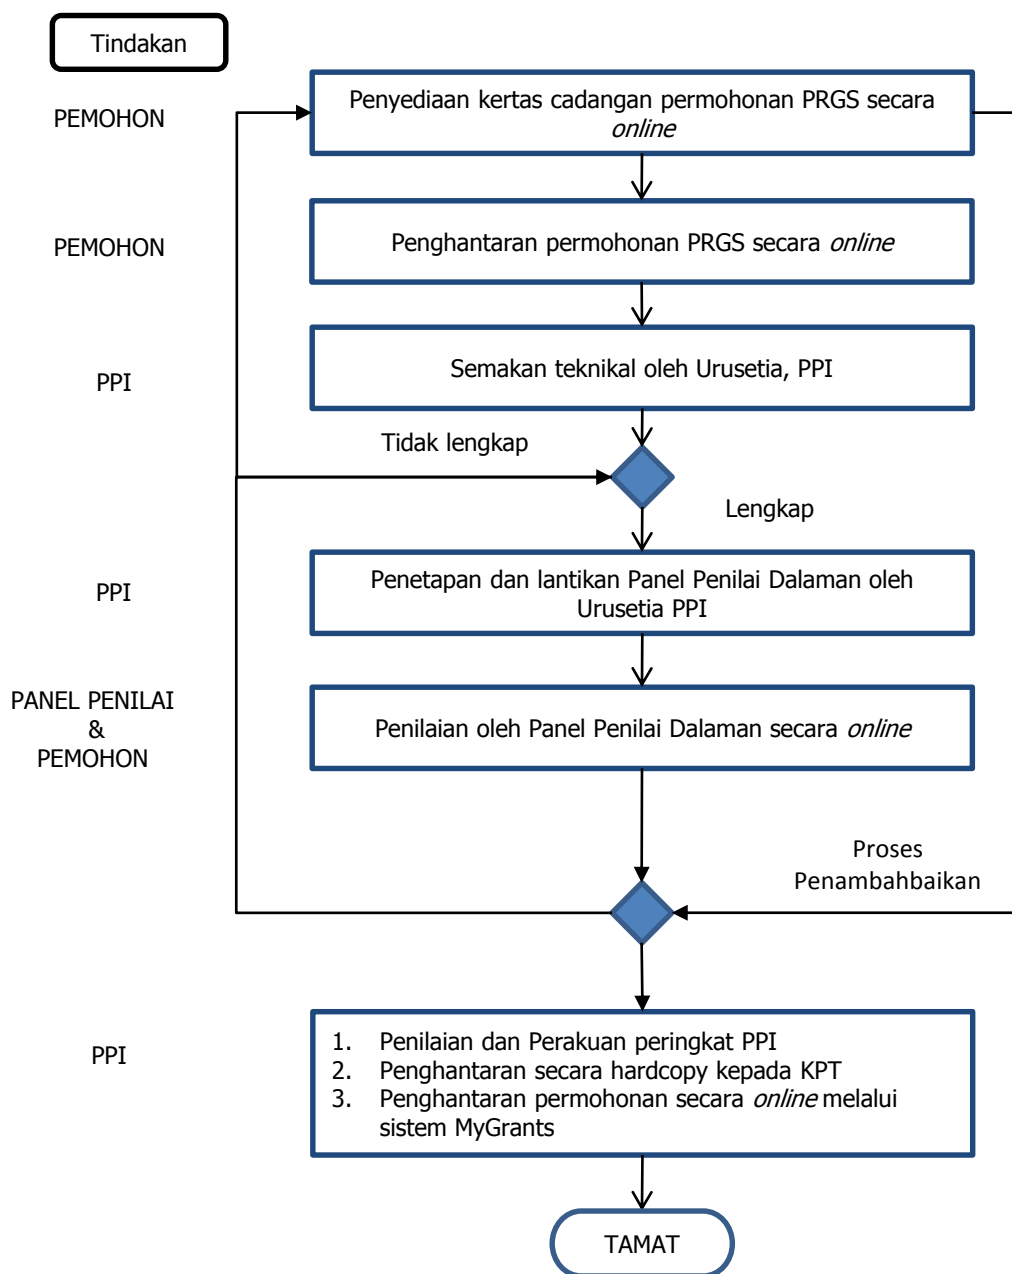 Tindakan
PEMOHON
Penyediaan kertas cadangan permohonan PRGS secara
online
PEMOHON
Penghantaran permohonan PRGS secara online
PPI
Semakan teknikal oleh Urusetia, PPI
Tidak lengkap
Lengkap
PPI
Penetapan dan lantikan Panel Penilai Dalaman oleh
Urusetia PPI
PANEL PENILAI
&
PEMOHON
Penilaian oleh Panel Penilai Dalaman secara online
Proses
Penambahbaikan
PPI
1. Penilaian dan Perakuan peringkat PPI
2. Penghantaran secara hardcopy kepada KPT
3. Penghantaran permohonan secara online melalui
sistem MyGrants
TAMAT